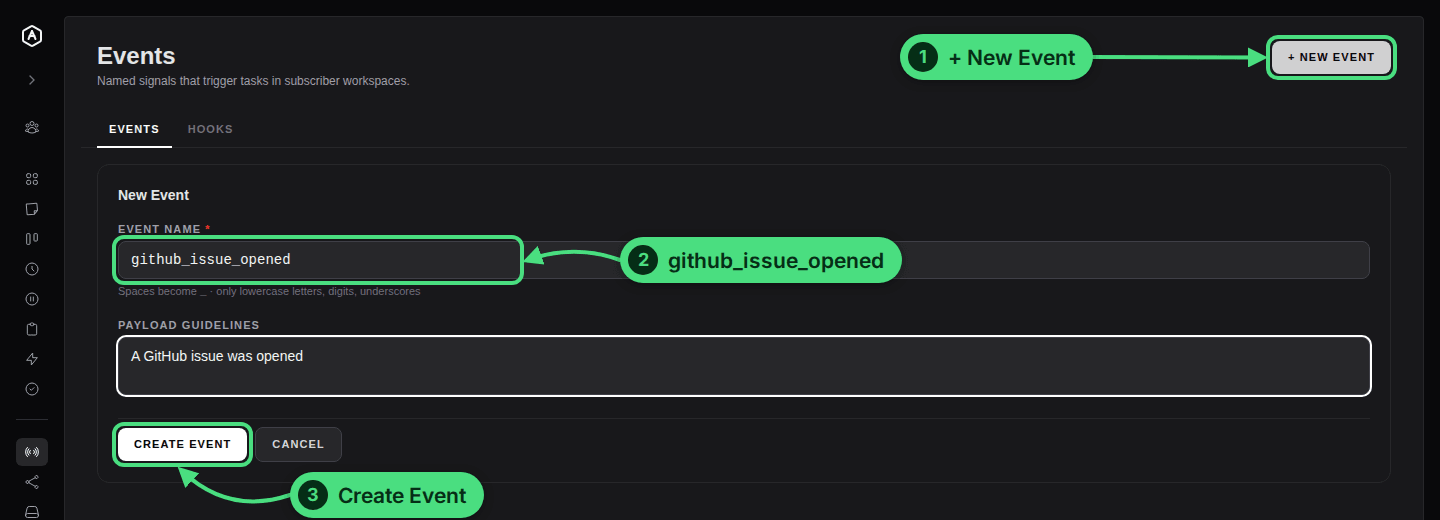 Events
Named signals that trigger tasks in subscriber workspaces.
1 + New Event
+ NEW EVENT
EVENTS HOOKS
New Event
EVENT NAME *
github_issue_opened
2 github_issue_opened
Spaces become _ · only lowercase letters, digits, underscores
PAYLOAD GUIDELINES
A GitHub issue was opened
CREATE EVENT CANCEL
3 Create Event